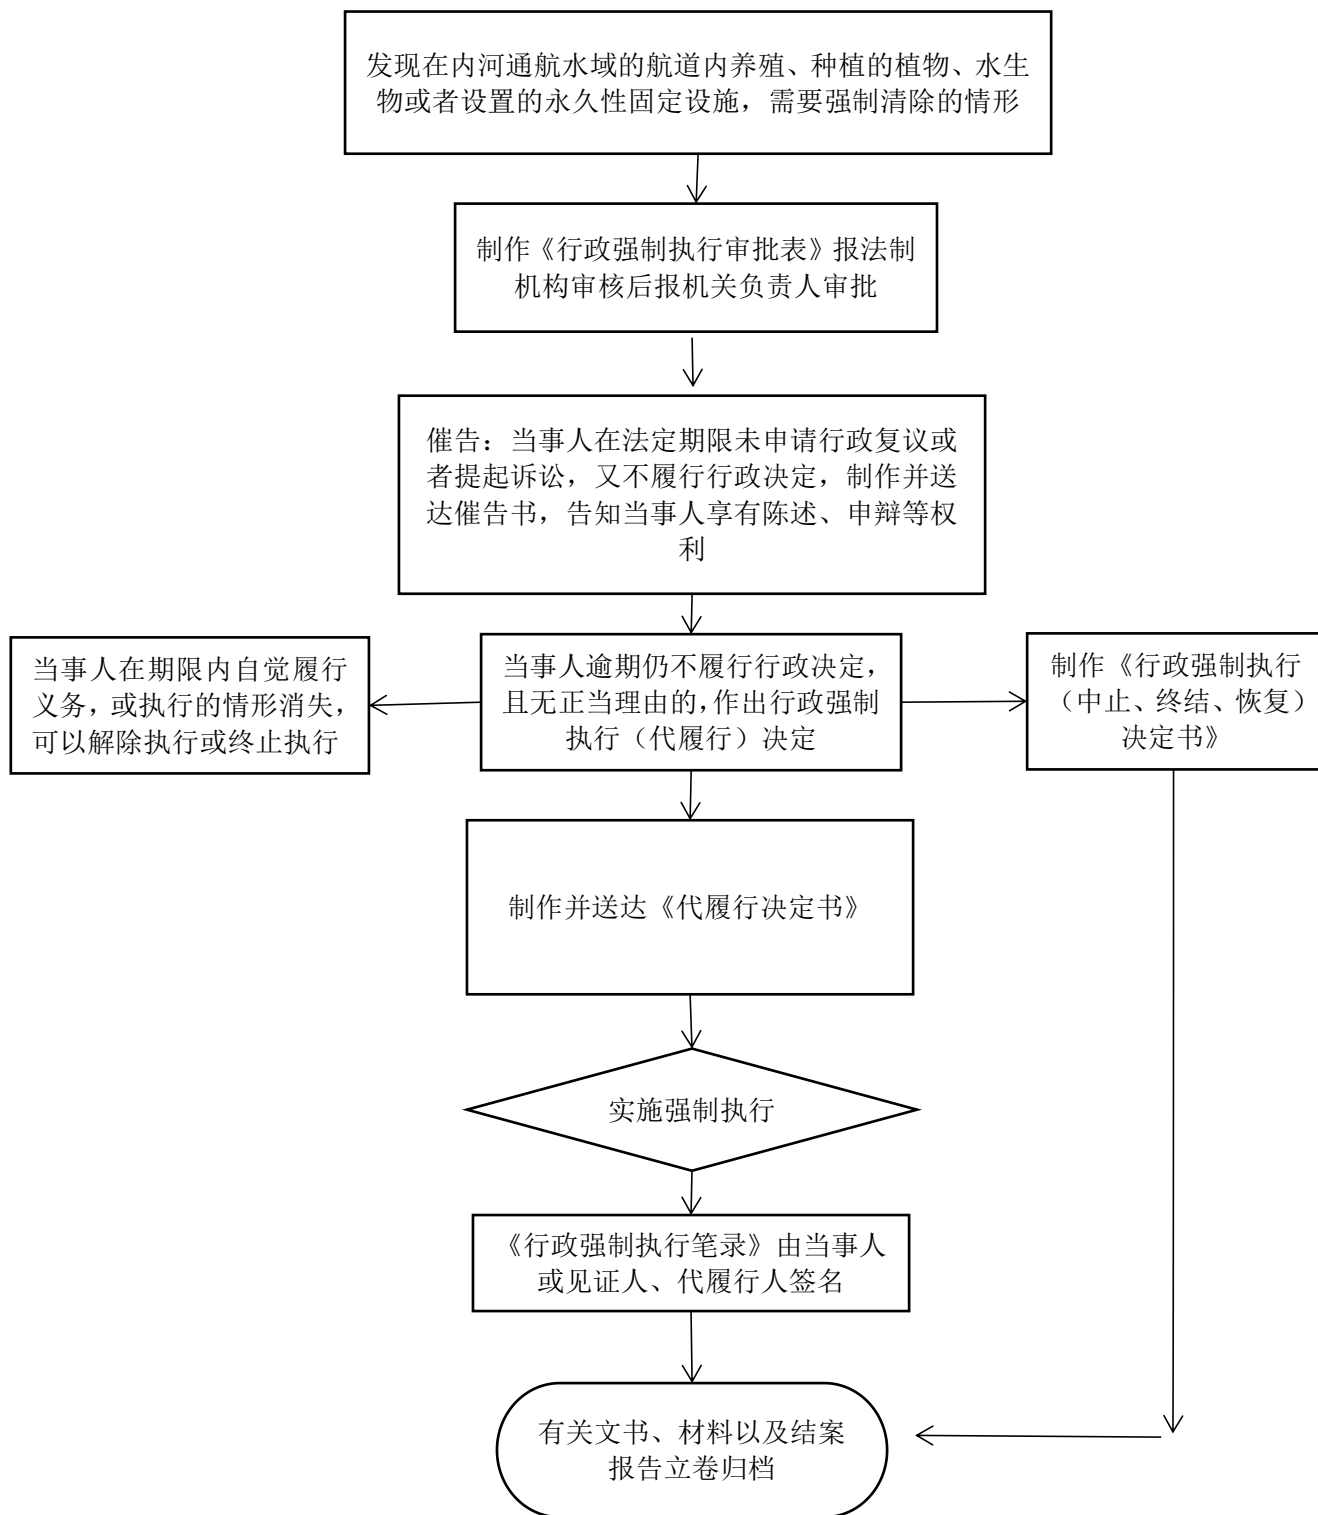 发现在内河通航水域的航道内养殖、种植的植物、水生
物或者设置的永久性固定设施，需要强制清除的情形
制作《行政强制执行审批表》报法制
机构审核后报机关负责人审批
催告：当事人在法定期限未申请行政复议或
者提起诉讼，又不履行行政决定，制作并送
达催告书，告知当事人享有陈述、申辩等权
利
当事人在期限内自觉履行
义务，或执行的情形消失，
可以解除执行或终止执行
当事人逾期仍不履行行政决定，
且无正当理由的，作出行政强制
执行（代履行）决定
制作《行政强制执行
（中止、终结、恢复）
决定书》
制作并送达《代履行决定书》
实施强制执行
《行政强制执行笔录》由当事人
或见证人、代履行人签名
有关文书、材料以及结案
报告立卷归档